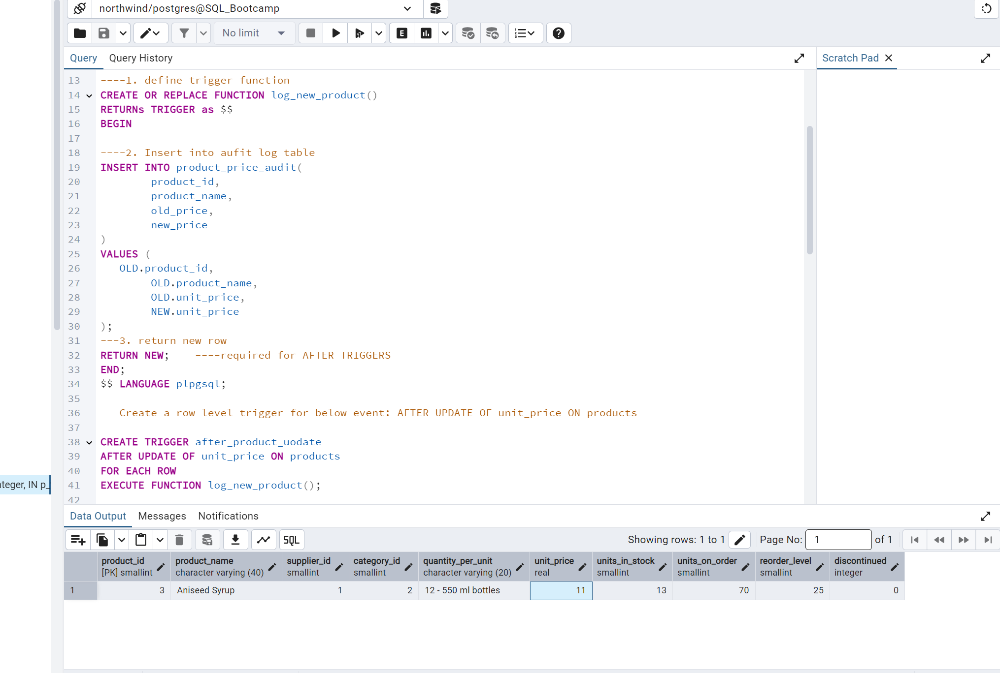 northwind/postgres@SQL_Bootcamp
No limit
E
Query Query History
Scratch Pad
13 ----1. define trigger function
14 CREATE OR REPLACE FUNCTION log_new_product()
15 RETURNs TRIGGER as $$
16 BEGIN
17
18 ----2. Insert into aufit log table
19 INSERT INTO product_price_audit(
20 product_id,
21 product_name,
22 old_price,
23 new_price
24 )
25 VALUES (
26 OLD.product_id,
27 OLD.product_name,
28 OLD.unit_price,
29 NEW.unit_price
30 );
31 ---3. return new row
32 RETURN NEW; ----required for AFTER TRIGGERS
33 END;
34 $$ LANGUAGE plpgsql;
35
36 ---Create a row level trigger for below event: AFTER UPDATE OF unit_price ON products
37
38 CREATE TRIGGER after_product_uodate
39 AFTER UPDATE OF unit_price ON products
40 FOR EACH ROW
41 EXECUTE FUNCTION log_new_product();
42
nteger, IN p_
Data Output Messages Notifications
SQL
Showing rows: 1 to 1
Page No: 1 of 1
product_id product_name supplier_id category_id quantity_per_unit unit_price units_in_stock units_on_order reorder_level discontinued
[PK] smallint character varying (40) smallint smallint character varying (20) real smallint smallint smallint integer
1 3 Aniseed Syrup 1 2 12 - 550 ml bottles 11 13 70 25 0